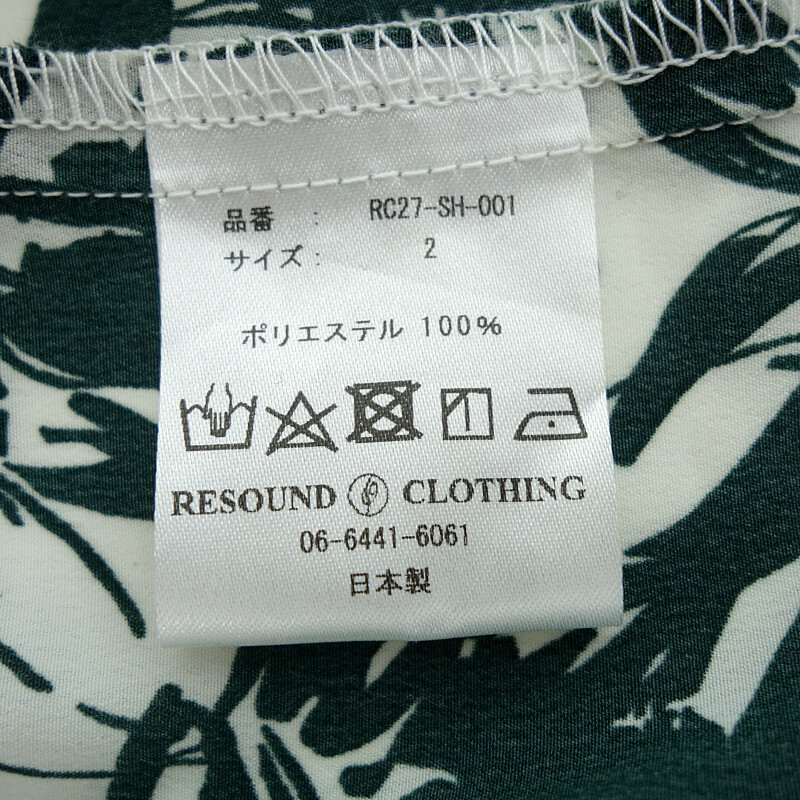 品番 : RC27-SH-001
サイズ : 2
ポリエステル 100%
RESOUND CLOTHING
06-6441-6061
日本製